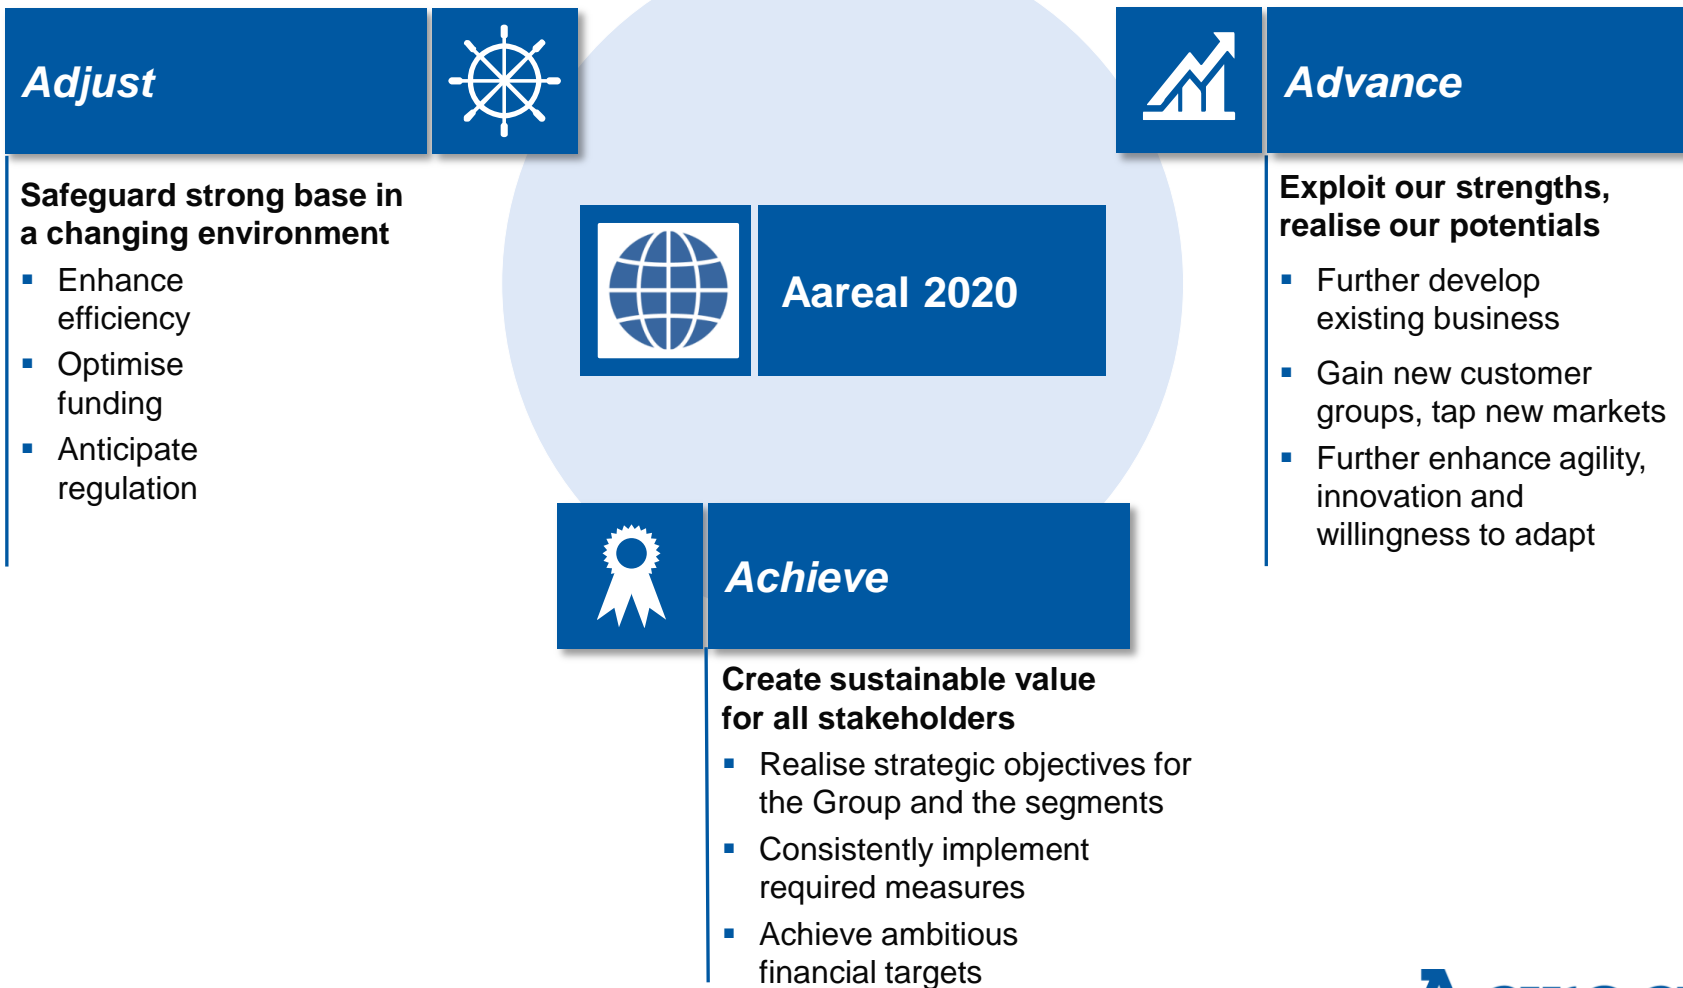 Adjust
Safeguard strong base in
a changing environment
▪ Enhance
efficiency
▪ Optimise
funding
▪ Anticipate
regulation
Aareal 2020
Advance
Exploit our strengths,
realise our potentials
▪ Further develop
existing business
▪ Gain new customer
groups, tap new markets
▪ Further enhance agility,
innovation and
willingness to adapt
Achieve
Create sustainable value
for all stakeholders
▪ Realise strategic objectives for
the Group and the segments
▪ Consistently implement
required measures
▪ Achieve ambitious
financial targets